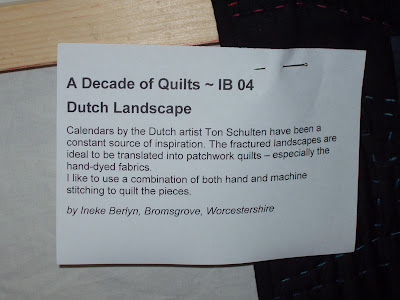 A Decade of Quilts ~ IB 04
Dutch Landscape
Calendars by the Dutch artist Ton Schulten have been a
constant source of inspiration. The fractured landscapes are
ideal to be translated into patchwork quilts – especially the
hand-dyed fabrics.
I like to use a combination of both hand and machine
stitching to quilt the pieces.
by Ineke Berlyn, Bromsgrove, Worcestershire